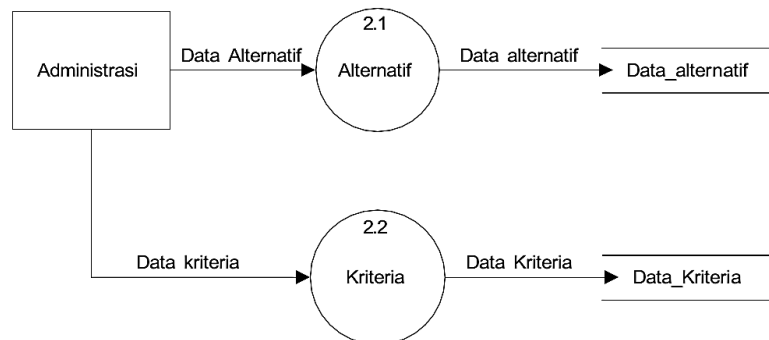 2.1
Administrasi
Data Alternatif
Alternatif
Data alternatif
Data_alternatif
2.2
Data kriteria
Kriteria
Data Kriteria
Data_Kriteria